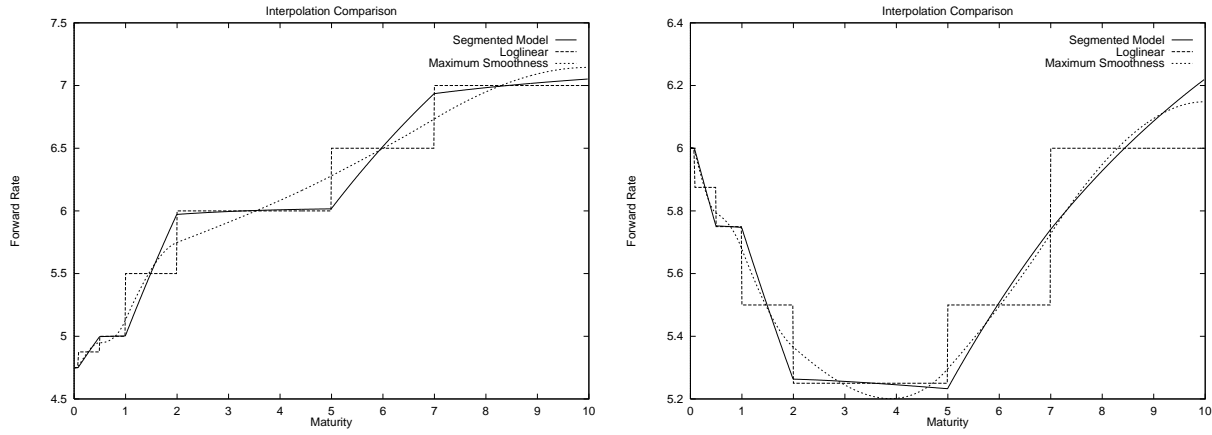 Interpolation Comparison
7.5
7
6.5
6
5.5
5
4.5
Forward Rate
Segmented Model
Loglinear
Maximum Smoothness
0 1 2 3 4 5 6 7 8 9 10
Maturity
Interpolation Comparison
6.4
6.2
6
5.8
5.6
5.4
5.2
Forward Rate
Segmented Model
Loglinear
Maximum Smoothness
0 1 2 3 4 5 6 7 8 9 10
Maturity